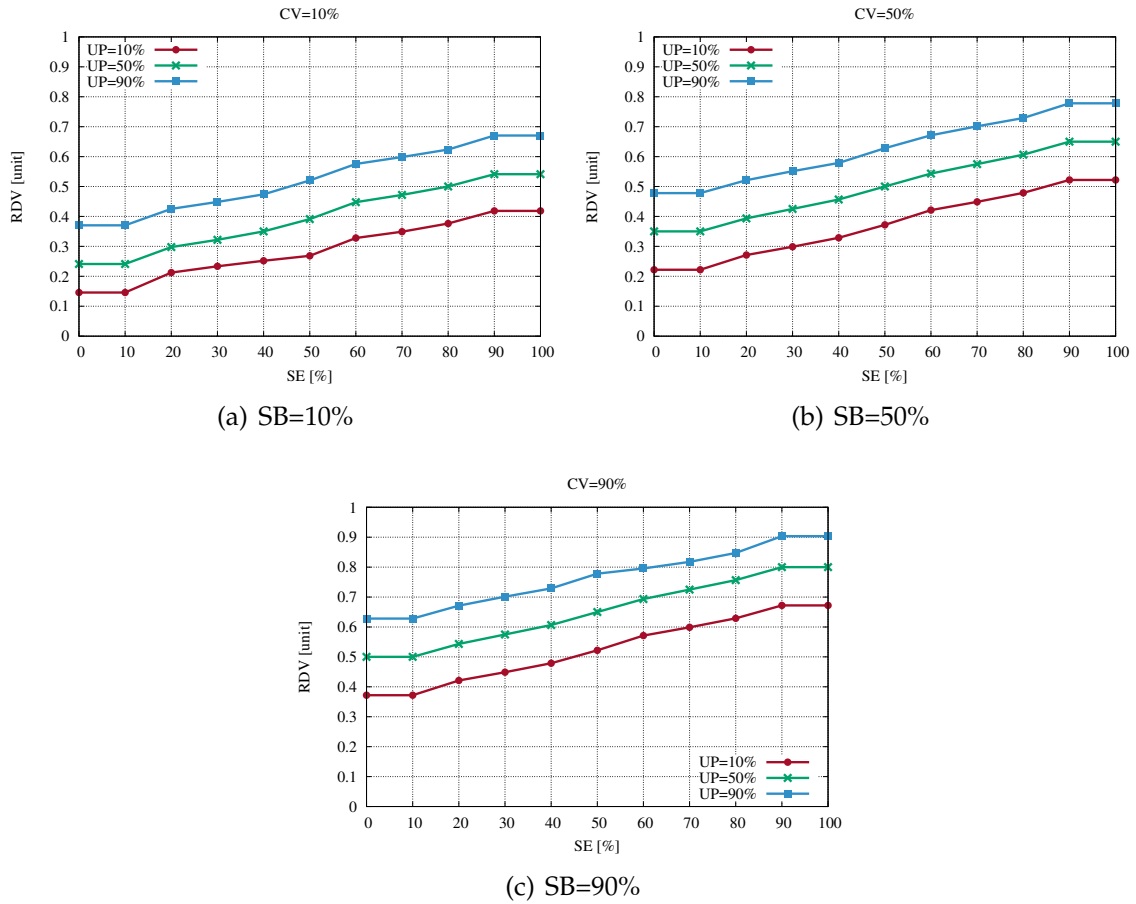 CV=10%
UP=10%
UP=50%
UP=90%
1
0.9
0.8
0.7
0.6
0.5
0.4
0.3
0.2
0.1
0
RDV [unit]
0 10 20 30 40 50 60 70 80 90 100
SE [%]
(a) SB=10%
CV=50%
UP=10%
UP=50%
UP=90%
1
0.9
0.8
0.7
0.6
0.5
0.4
0.3
0.2
0.1
0
RDV [unit]
0 10 20 30 40 50 60 70 80 90 100
SE [%]
(b) SB=50%
CV=90%
1
0.9
0.8
0.7
0.6
0.5
0.4
0.3
0.2
0.1
0
RDV [unit]
UP=10%
UP=50%
UP=90%
0 10 20 30 40 50 60 70 80 90 100
SE [%]
(c) SB=90%